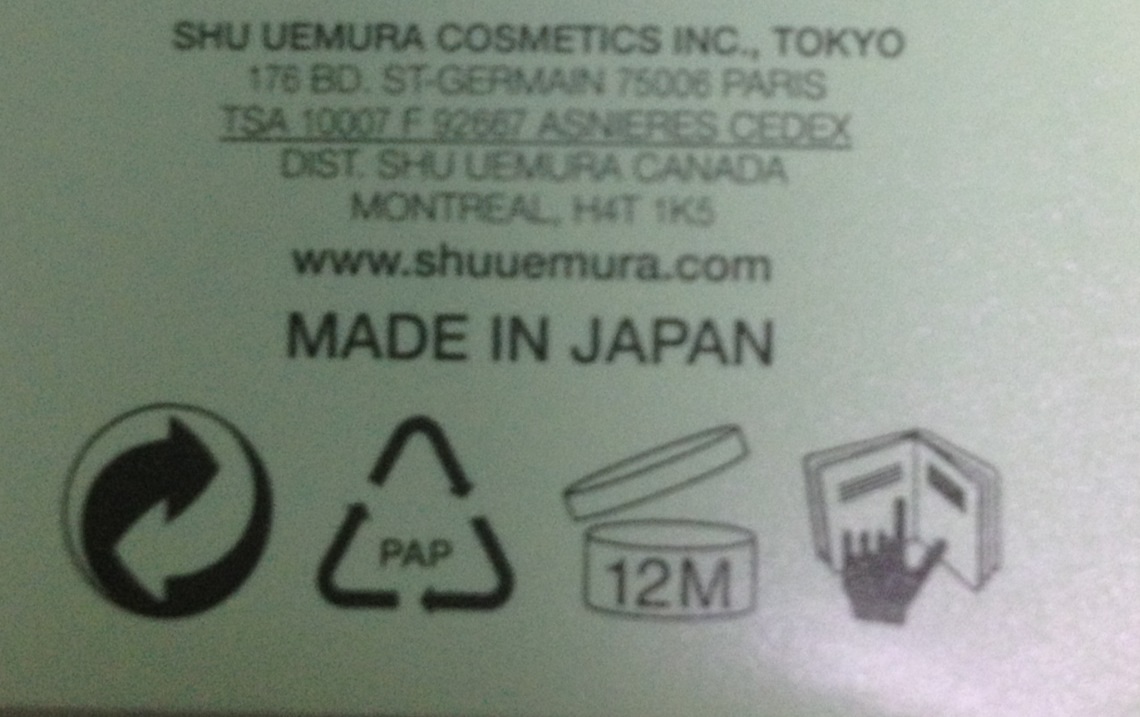 SHU UEMURA COSMETICS INC., TOKYO
176 BD. ST-GERMAIN 75006 PARIS
TSA 10007 F 92667 ASNIERES CEDEX
DIST. SHU UEMURA CANADA
MONTREAL, H4T 1K5
www.shuuemura.com
MADE IN JAPAN
PAP
12M